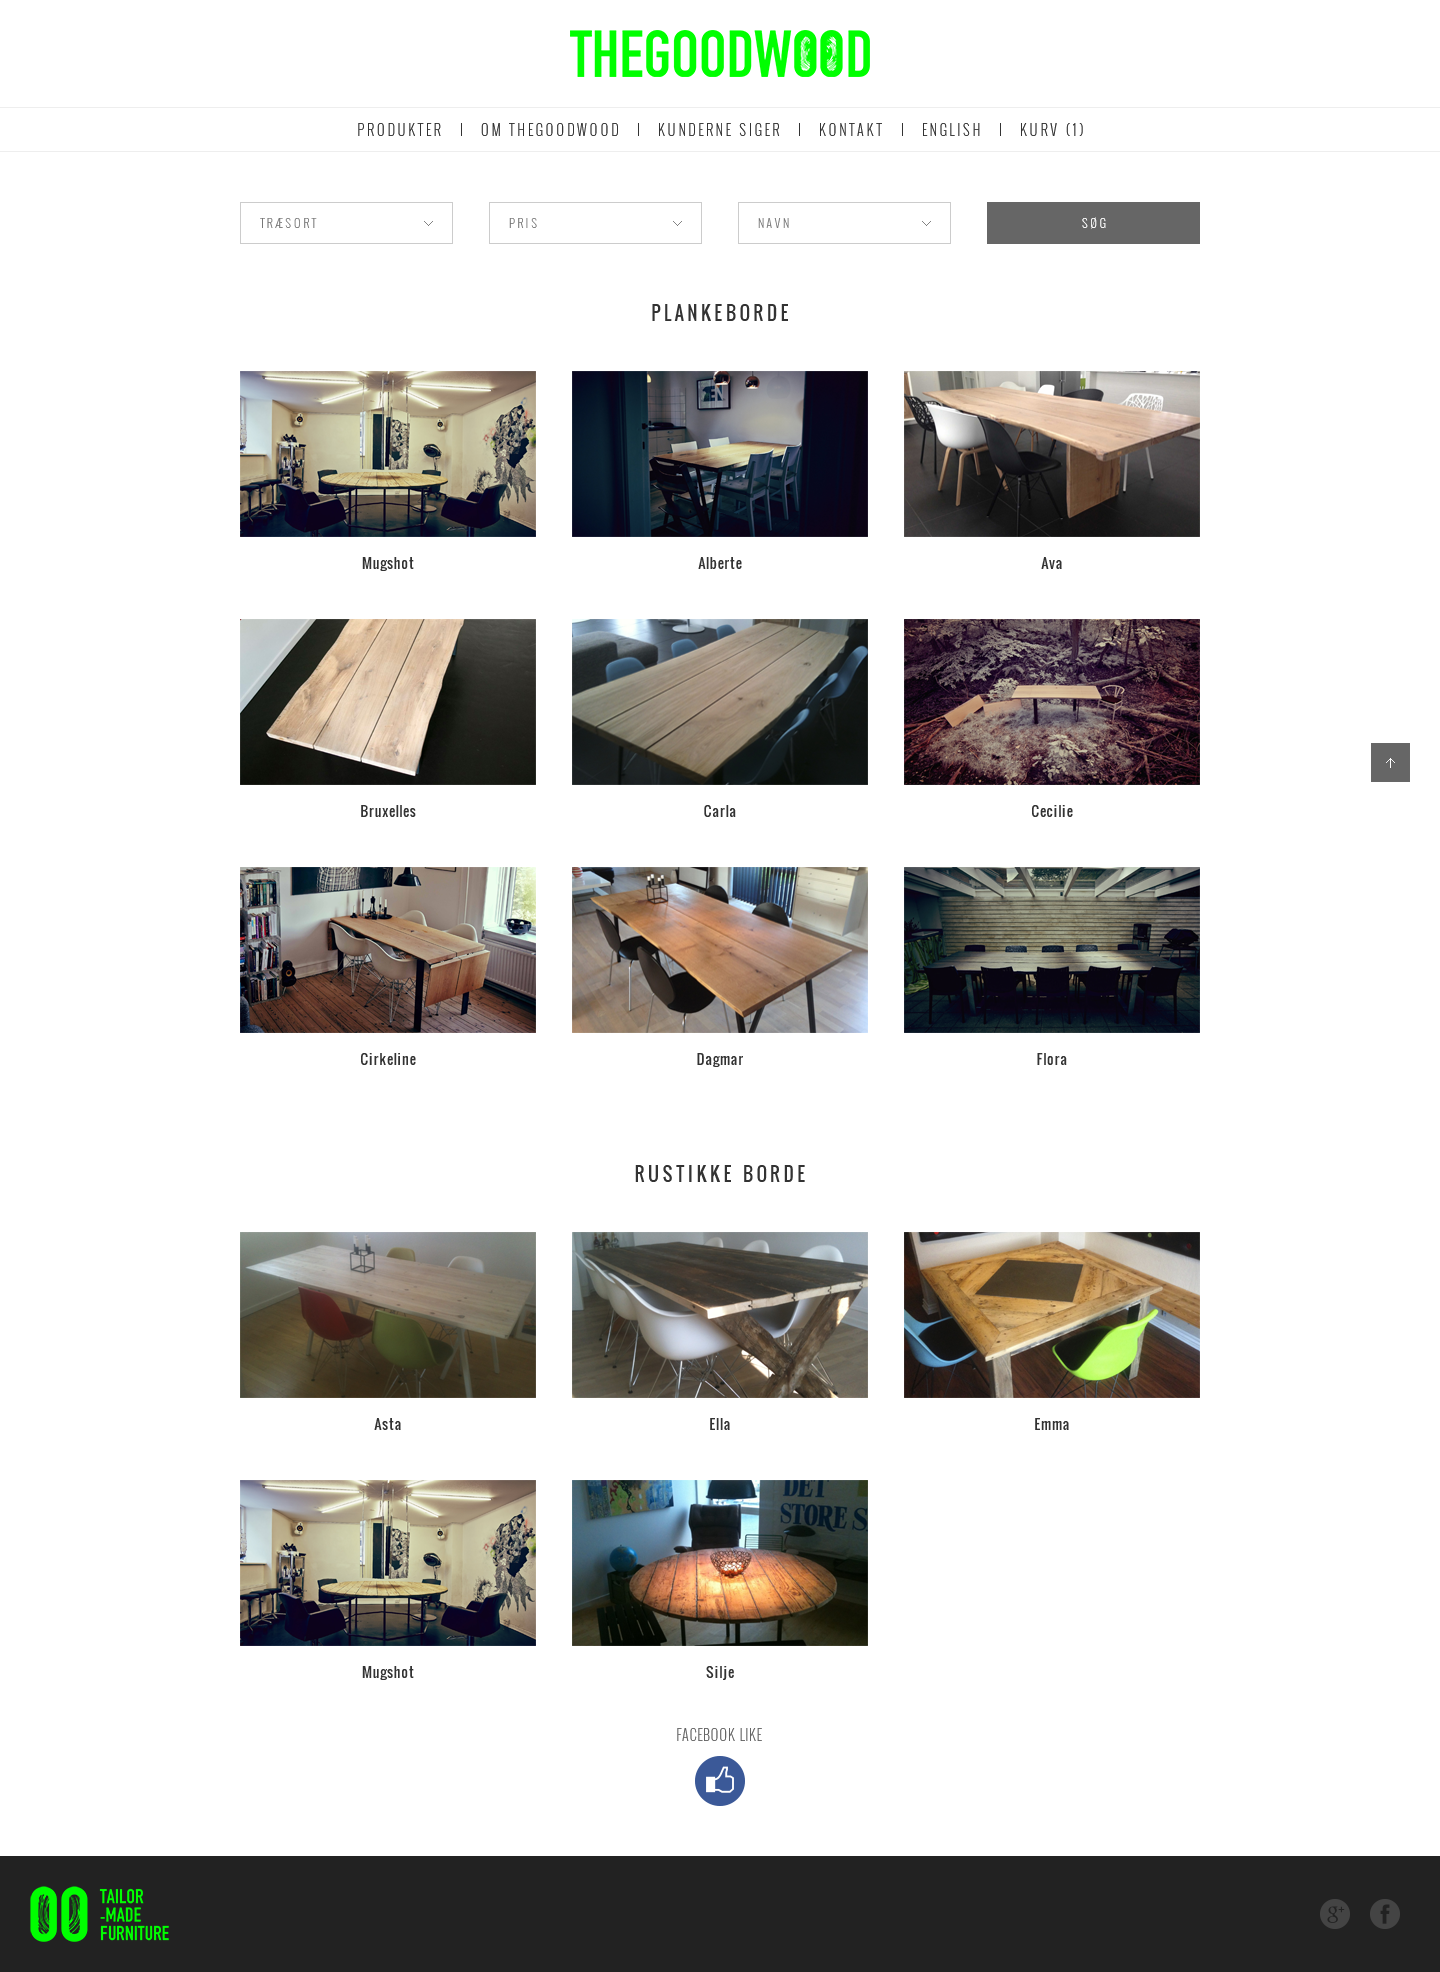 THEGOODWOOD
PRODUKTER | OM THEGOODWOOD | KUNDERNE SIGER | KONTAKT | ENGLISH | KURV (1)
TRÆSORT
PRIS
NAVN
SØG
PLANKEBORDE
Mugshot
Alberte
Ava
Bruxelles
Carla
Cecilie
Cirkeline
Dagmar
Flora
RUSTIKKE BORDE
Asta
Ella
Emma
DET
STORE
Mugshot
Silje
FACEBOOK LIKE
TAILOR
-MADE
FURNITURE
g+
f